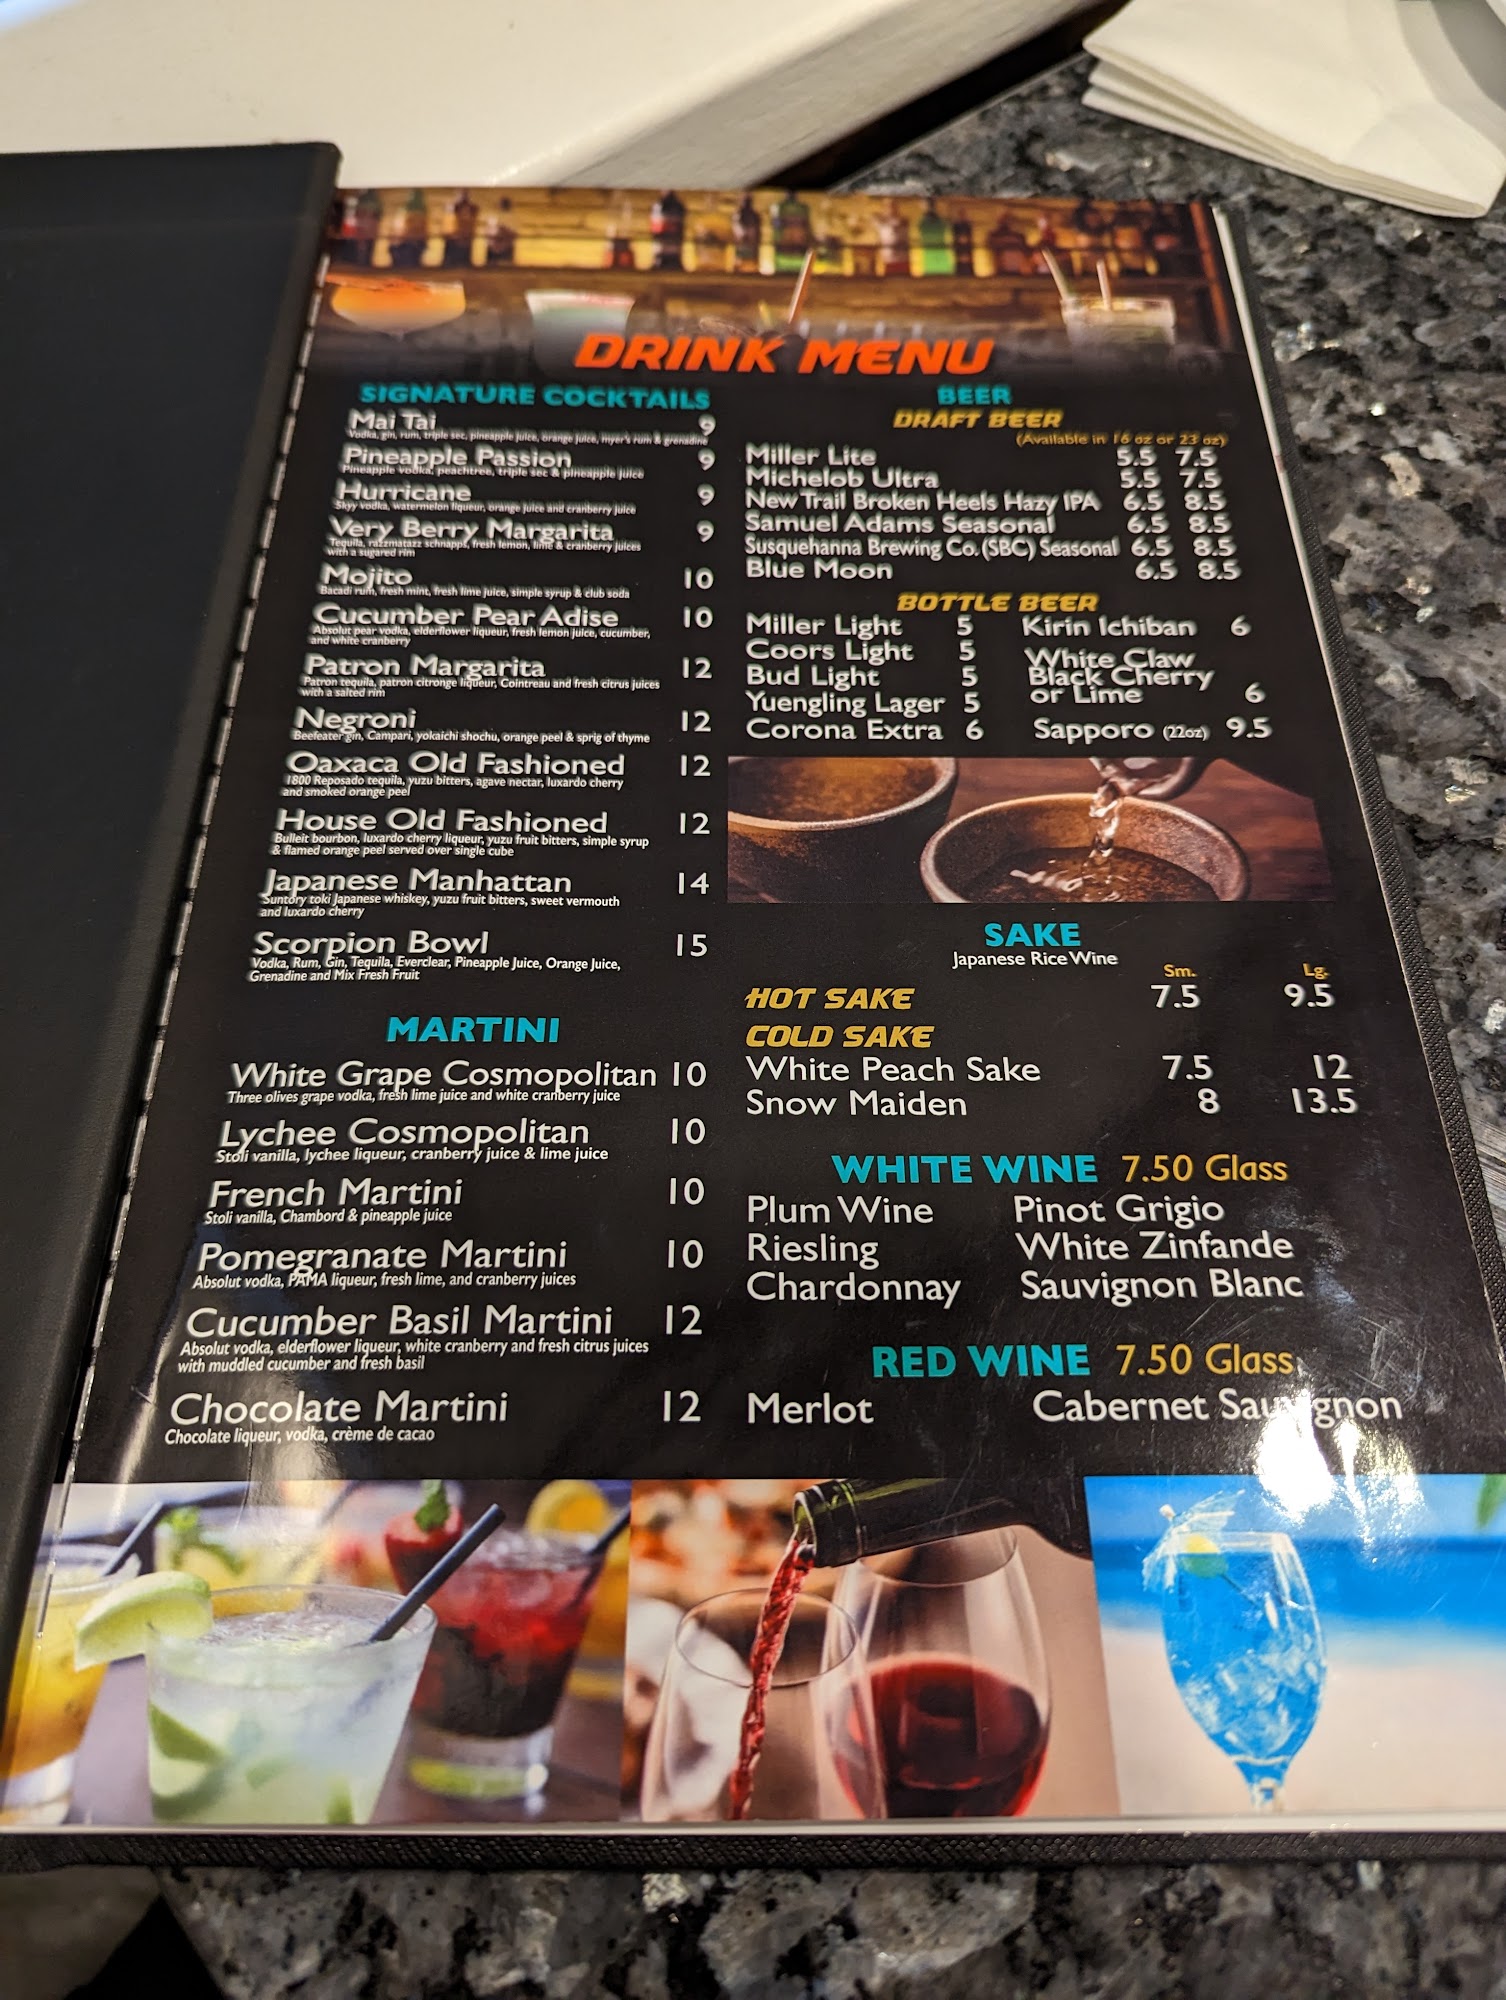 DRINK MENU
SIGNATURE COCKTAILS
Mai Tai 9
Vodka, gin, rum, triple sec, pineapple juice, orange juice, myer's rum & grenadine
Pineapple Passion 9
Pineapple vodka, peachtree, triple sec & pineapple juice
Hurricane 9
Skyy vodka, watermelon liqueur, orange juice and cranberry juice
Very Berry Margarita 9
Tequila, razzmatazz schnapps, fresh lemon, lime & cranberry juices
with a sugared rim
Mojito 10
Bacadi rum, fresh mint, fresh lime juice, simple syrup & club soda
Cucumber Pear Adise 10
Absolut pear vodka, elderflower liqueur, fresh lemon juice, cucumber,
and white cranberry
Patron Margarita 12
Patron tequila, patron citronge liqueur, Cointreau and fresh citrus juices
with a salted rim
Negroni 12
Beefeater gin, Campari, yokaichi shochu, orange peel & sprig of thyme
Oaxaca Old Fashioned 12
1800 Reposado tequila, yuzu bitters, agave nectar, luxardo cherry
and smoked orange peel
House Old Fashioned 12
Bulleit bourbon, luxardo cherry liqueur, yuzu fruit bitters, simple syrup
& flamed orange peel served over single cube
Japanese Manhattan 14
Suntory toki Japanese whiskey, yuzu fruit bitters, sweet vermouth
and luxardo cherry
Scorpion Bowl 15
Vodka, Rum, Gin, Tequila, Everclear, Pineapple Juice, Orange Juice,
Grenadine and Mix Fresh Fruit
MARTINI
White Grape Cosmopolitan 10
Three olives grape vodka, fresh lime juice and white cranberry juice
Lychee Cosmopolitan 10
Stoli vanilla, lychee liqueur, cranberry juice & lime juice
French Martini 10
Stoli vanilla, Chambord & pineapple juice
Pomegranate Martini 10
Absolut vodka, PAMA liqueur, fresh lime, and cranberry juices
Cucumber Basil Martini 12
Absolut vodka, elderflower liqueur, white cranberry and fresh citrus juices
with muddled cucumber and fresh basil
Chocolate Martini 12
Chocolate liqueur, vodka, crème de cacao
BEER
DRAFT BEER
(Available in 16 oz or 23 oz)
Miller Lite 5.5 7.5
Michelob Ultra 5.5 7.5
New Trail Broken Heels Hazy IPA 6.5 8.5
Samuel Adams Seasonal 6.5 8.5
Susquehanna Brewing Co. (SBC) Seasonal 6.5 8.5
Blue Moon 6.5 8.5
BOTTLE BEER
Miller Light 5
Coors Light 5
Bud Light 5
Yuengling Lager 5
Corona Extra 6
Kirin Ichiban 6
White Claw
Black Cherry
or Lime 6
Sapporo (22oz) 9.5
SAKE
Japanese Rice Wine
Sm. Lg.
HOT SAKE 7.5 9.5
COLD SAKE
White Peach Sake 7.5 12
Snow Maiden 8 13.5
WHITE WINE 7.50 Glass
Plum Wine Pinot Grigio
Riesling White Zinfande
Chardonnay Sauvignon Blanc
RED WINE 7.50 Glass
Merlot Cabernet Sauvignon